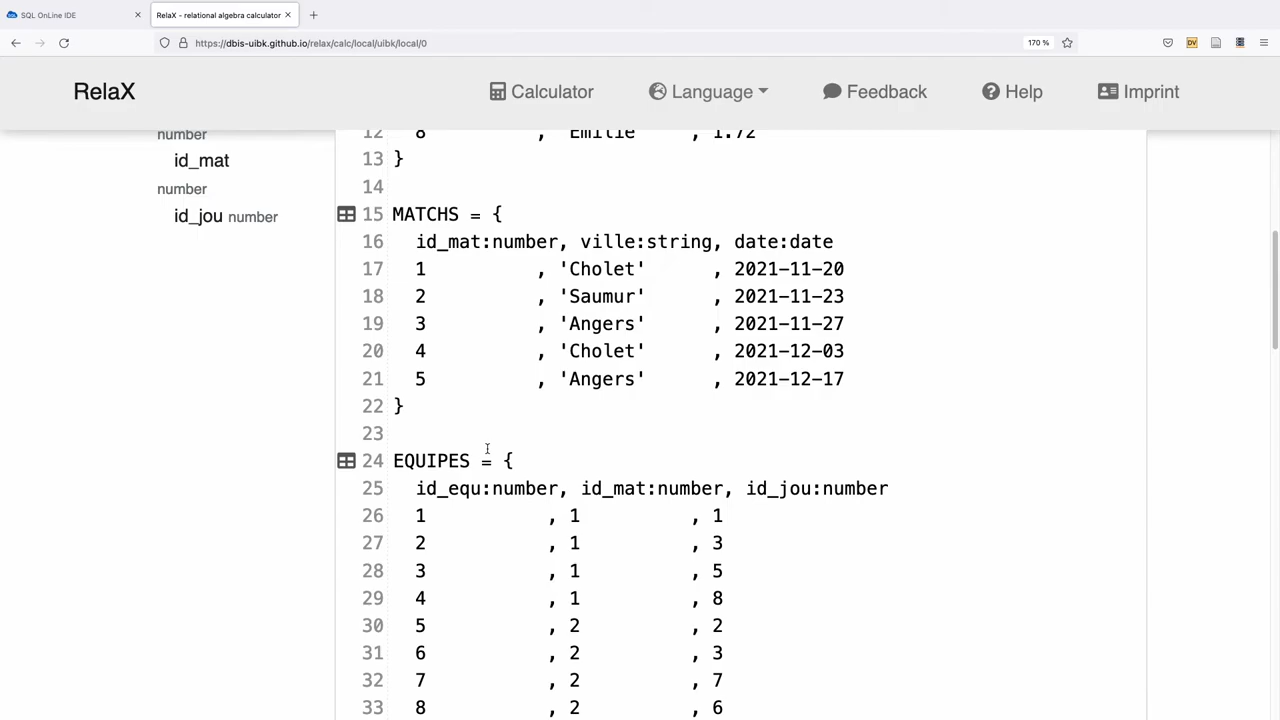 SQL OnLine IDE
RelaX - relational algebra calculator
https://dbis-uibk.github.io/relax/calc/local/uibk/local/0
170 %
DV
RelaX
Calculator
Language
Feedback
Help
Imprint
number
id_mat
number
id_jou number
12 8 , 'Emilie' , 1.72
13 }
14
15 MATCHS = {
16 id_mat:number, ville:string, date:date
17 1 , 'Cholet' , 2021-11-20
18 2 , 'Saumur' , 2021-11-23
19 3 , 'Angers' , 2021-11-27
20 4 , 'Cholet' , 2021-12-03
21 5 , 'Angers' , 2021-12-17
22 }
23
24 EQUIPES = {
25 id_equ:number, id_mat:number, id_jou:number
26 1 , 1 , 1
27 2 , 1 , 3
28 3 , 1 , 5
29 4 , 1 , 8
30 5 , 2 , 2
31 6 , 2 , 3
32 7 , 2 , 7
33 8 , 2 , 6